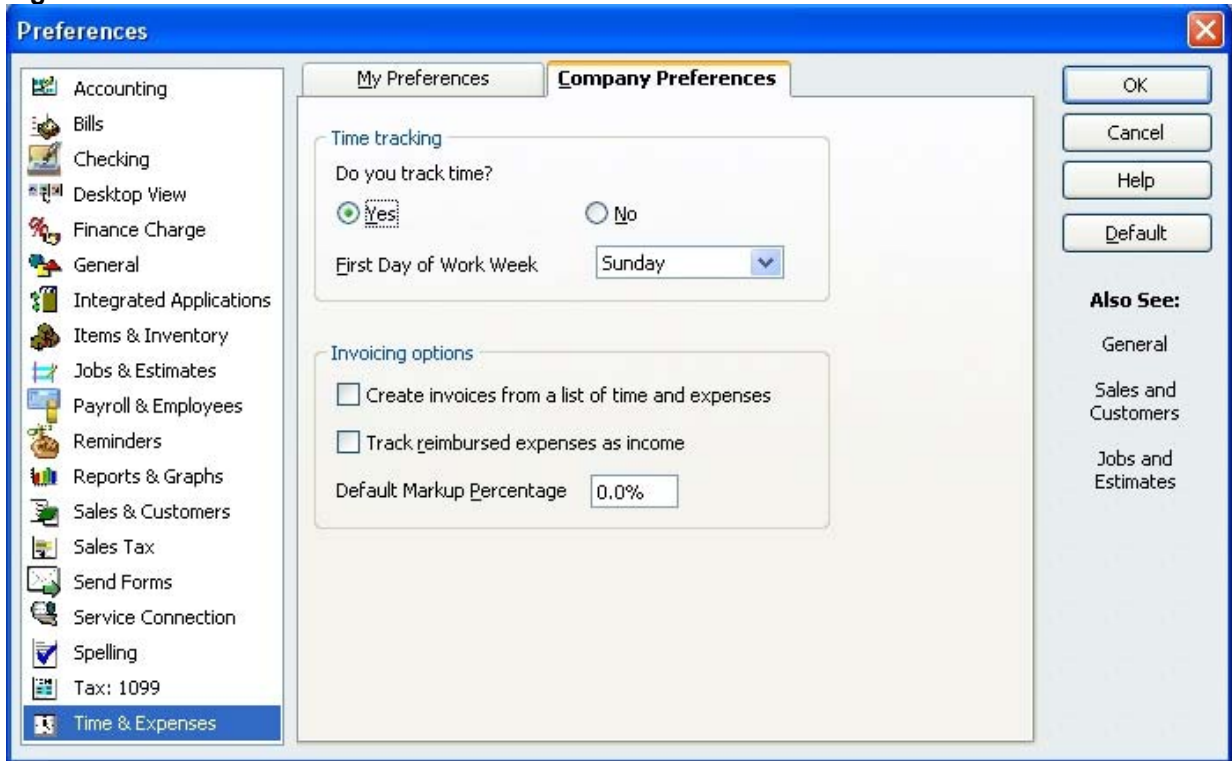 Preferences
Accounting
Bills
Checking
Desktop View
Finance Charge
General
Integrated Applications
Items & Inventory
Jobs & Estimates
Payroll & Employees
Reminders
Reports & Graphs
Sales & Customers
Sales Tax
Send Forms
Service Connection
Spelling
Tax: 1099
Time & Expenses
My Preferences
Company Preferences
Time tracking
Do you track time?
Yes No
First Day of Work Week Sunday
Invoicing options
Create invoices from a list of time and expenses
Track reimbursed expenses as income
Default Markup Percentage 0.0%
OK
Cancel
Help
Default
Also See:
General
Sales and
Customers
Jobs and
Estimates